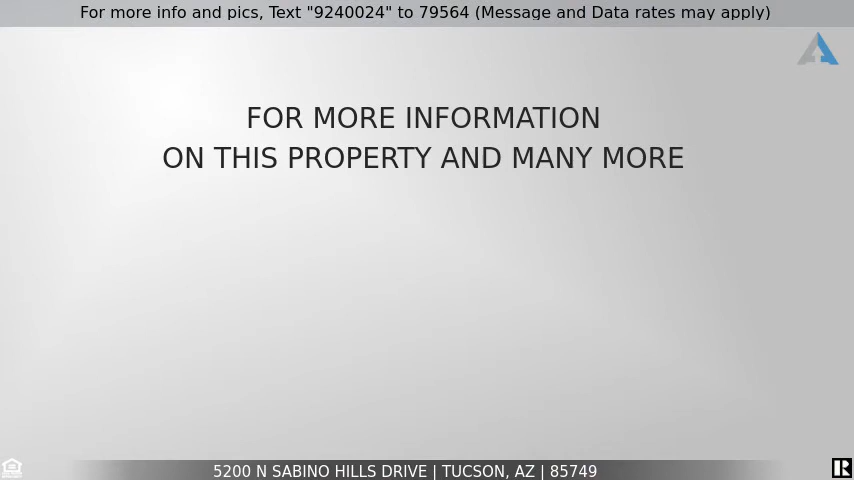 For more info and pics, Text "9240024" to 79564 (Message and Data rates may apply)
FOR MORE INFORMATION
ON THIS PROPERTY AND MANY MORE
5200 N SABINO HILLS DRIVE | TUCSON, AZ | 85749